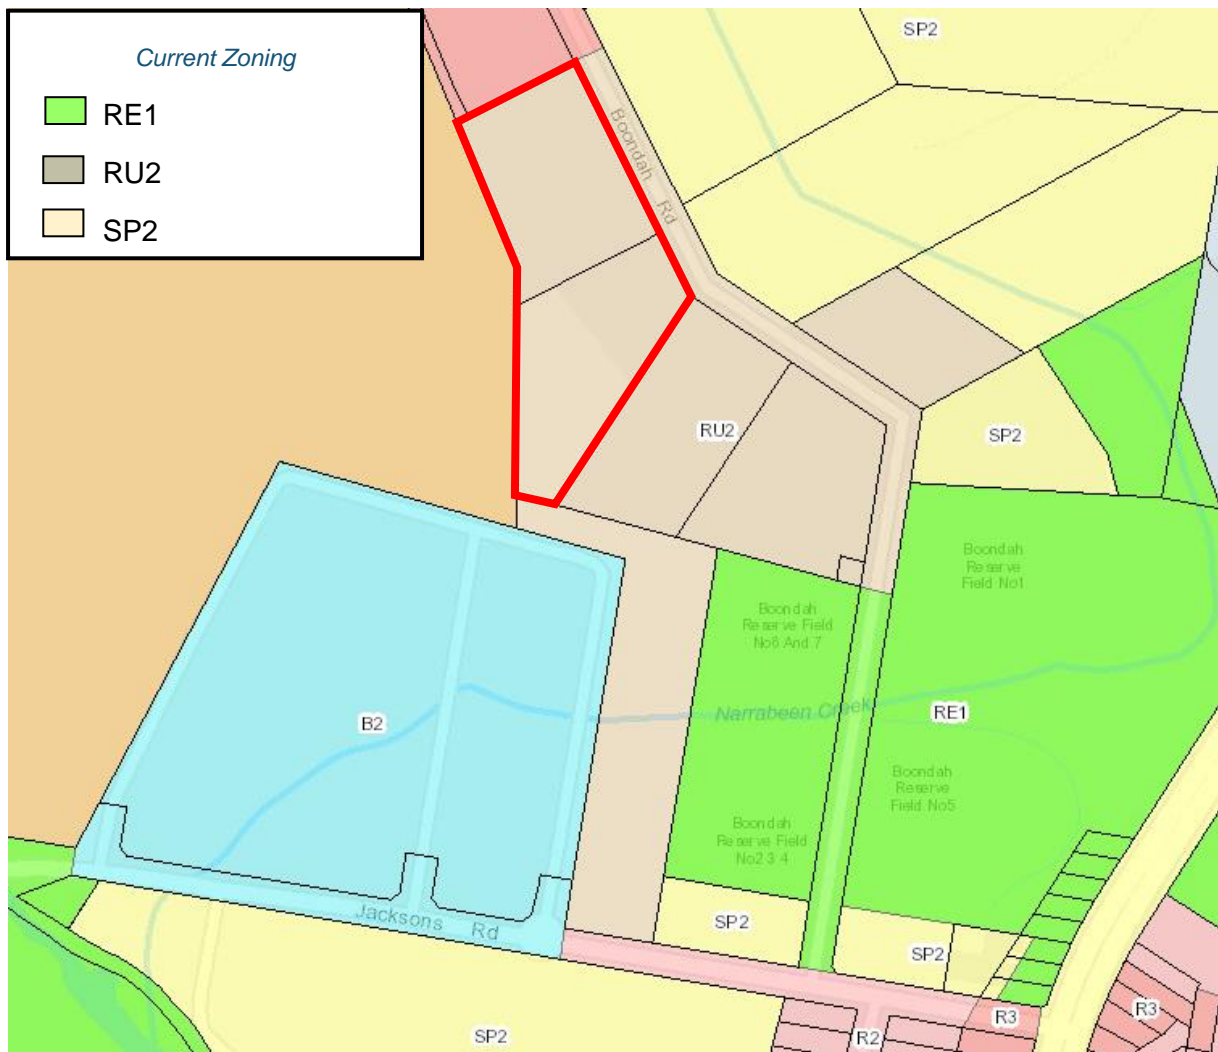 Current Zoning
RE1
RU2
SP2
SP2
Boondah Rd
RU2
SP2
Boondah
Reserve
Field No1
Boondah
Reserve Field
No6 And 7
Narrabeen Creek
RE1
B2
Boondah
Reserve
Field No5
Boondah
Reserve Field
No2 3 4
Jacksons Rd
SP2
SP2
SP2
R2
R3
R3